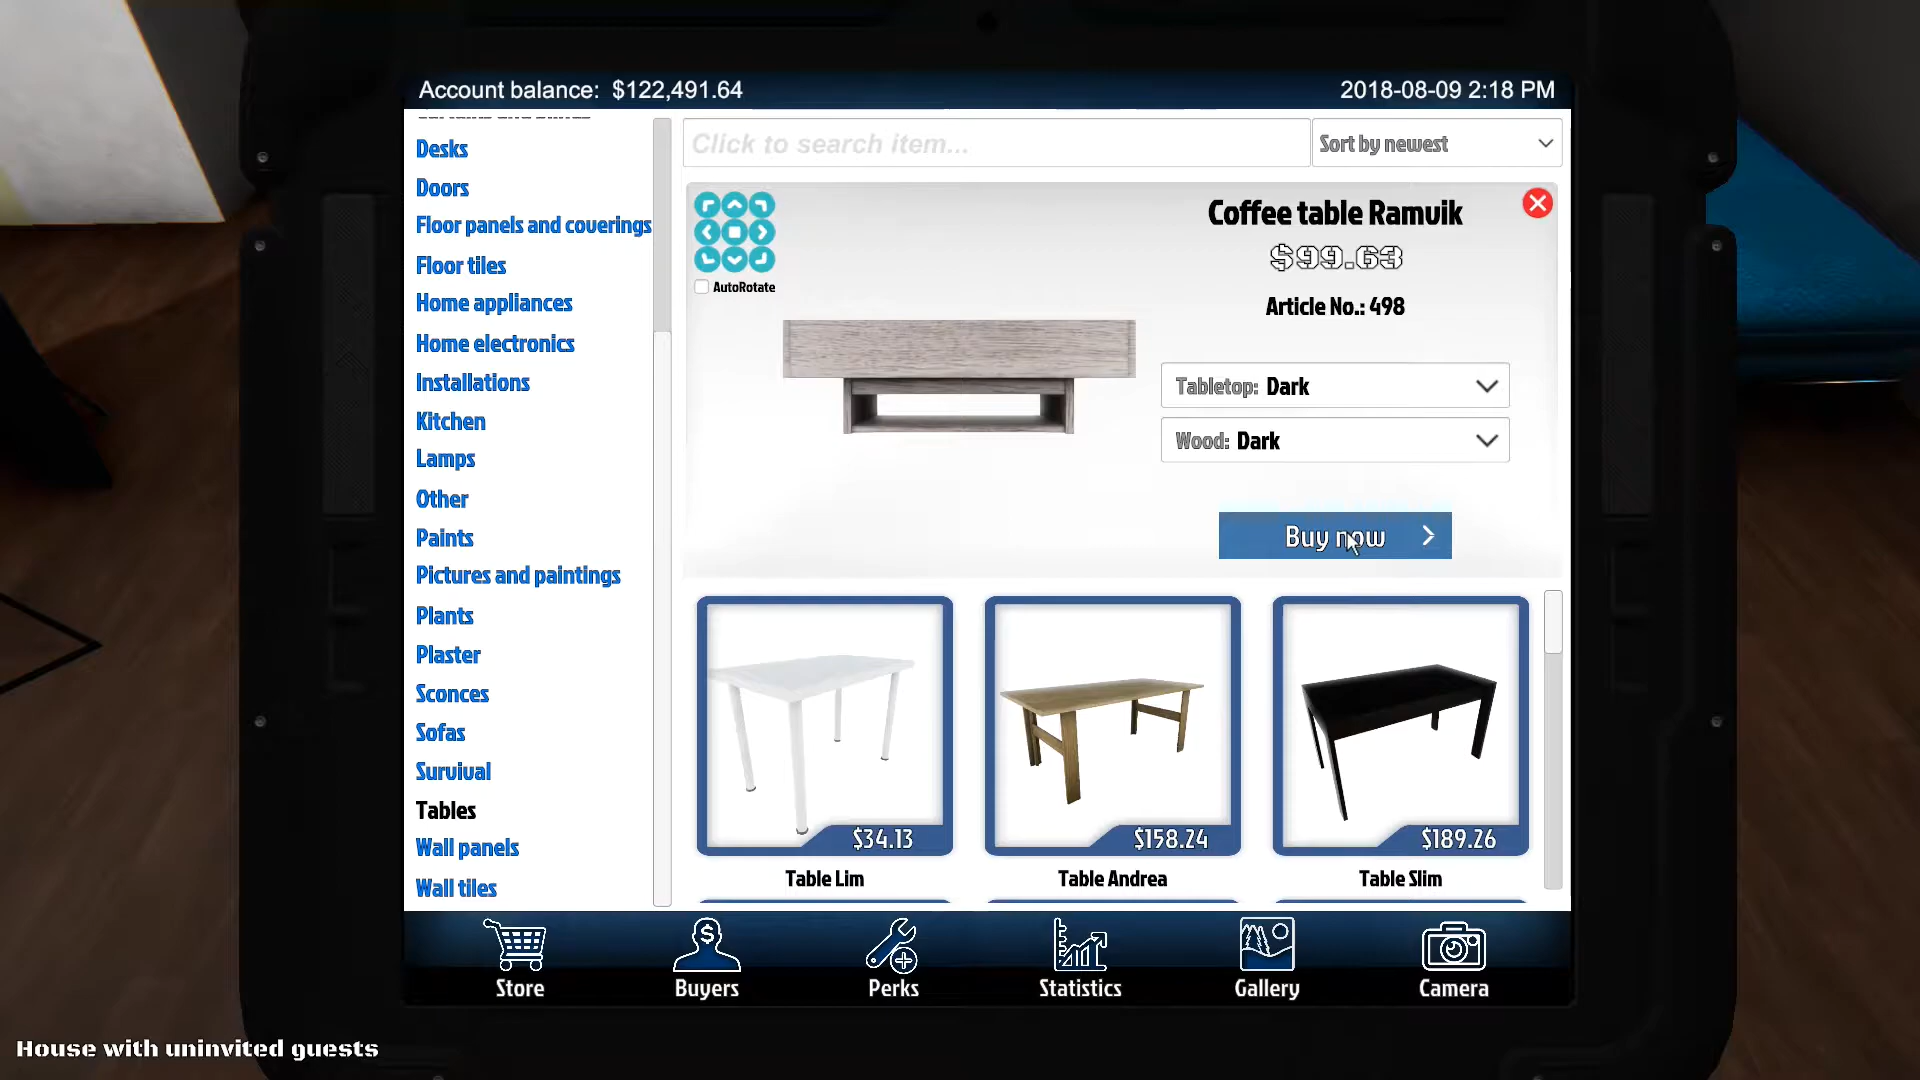 Account balance: $122,491.64
2018-08-09 2:18 PM
Desks
Doors
Floor panels and coverings
Floor tiles
Home appliances
Home electronics
Installations
Kitchen
Lamps
Other
Paints
Pictures and paintings
Plants
Plaster
Sconces
Sofas
Survival
Tables
Wall panels
Wall tiles
Click to search item...
Sort by newest
AutoRotate
Coffee table Ramvik
$99.63
Article No.: 498
Tabletop: Dark
Wood: Dark
Buy now
$34.13
$158.24
$189.26
Table Lim
Table Andrea
Table Slim
Store
Buyers
Perks
Statistics
Gallery
Camera
House with uninvited guests